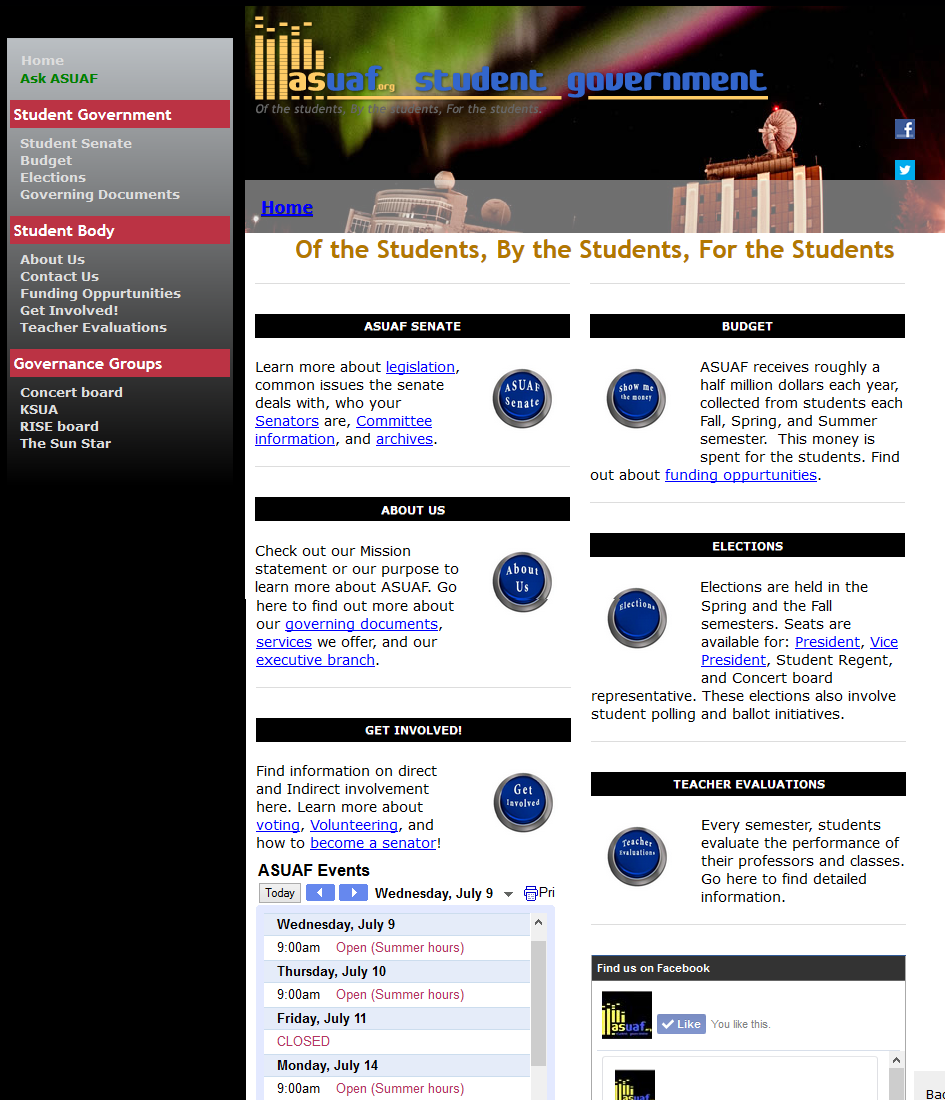 Home
Ask ASUAF
Student Government
Student Senate
Budget
Elections
Governing Documents
Student Body
About Us
Contact Us
Funding Oppurtunities
Get Involved!
Teacher Evaluations
Governance Groups
Concert board
KSUA
RISE board
The Sun Star
asuaf.org student government
Of the students, By the students, For the students.
Home
Of the Students, By the Students, For the Students
ASUAF SENATE
Learn more about legislation,
common issues the senate
deals with, who your
Senators are, Committee
information, and archives.
ASUAF
Senate
ABOUT US
Check out our Mission
statement or our purpose to
learn more about ASUAF. Go
here to find out more about
our governing documents,
services we offer, and our
executive branch.
About
Us
GET INVOLVED!
Find information on direct
and Indirect involvement
here. Learn more about
voting, Volunteering, and
how to become a senator!
Get
Involved
ASUAF Events
Today Wednesday, July 9 Pri
Wednesday, July 9
9:00am Open (Summer hours)
Thursday, July 10
9:00am Open (Summer hours)
Friday, July 11
CLOSED
Monday, July 14
9:00am Open (Summer hours)
BUDGET
Show me
the money
ASUAF receives roughly a
half million dollars each year,
collected from students each
Fall, Spring, and Summer
semester. This money is
spent for the students. Find
out about funding oppurtunities.
ELECTIONS
Elections
Elections are held in the
Spring and the Fall
semesters. Seats are
available for: President, Vice
President, Student Regent,
and Concert board
representative. These elections also involve
student polling and ballot initiatives.
TEACHER EVALUATIONS
Teacher
Evaluations
Every semester, students
evaluate the performance of
their professors and classes.
Go here to find detailed
information.
Find us on Facebook
asuaf
Like You like this.
asuaf
Bac